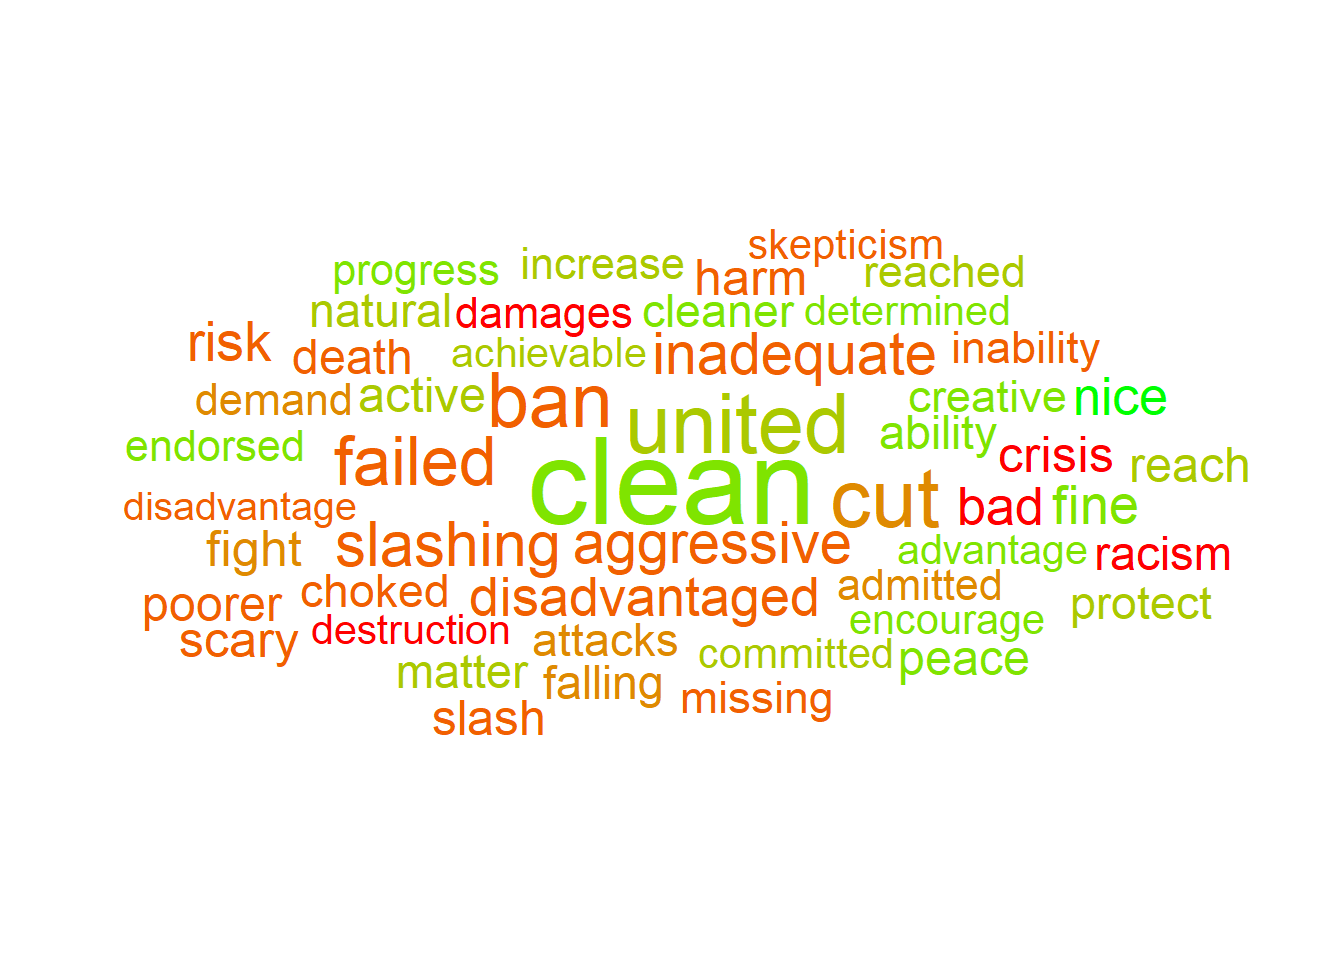 skepticism
progress increase harm reached
natural damages cleaner determined
risk death achievable inadequate inability
demand active ban united creative nice
endorsed failed clean ability crisis reach
disadvantage cut bad fine
fight slashing aggressive advantage racism
poorer choked disadvantaged admitted protect
scary destruction attacks encourage
matter falling committed peace
slash missing